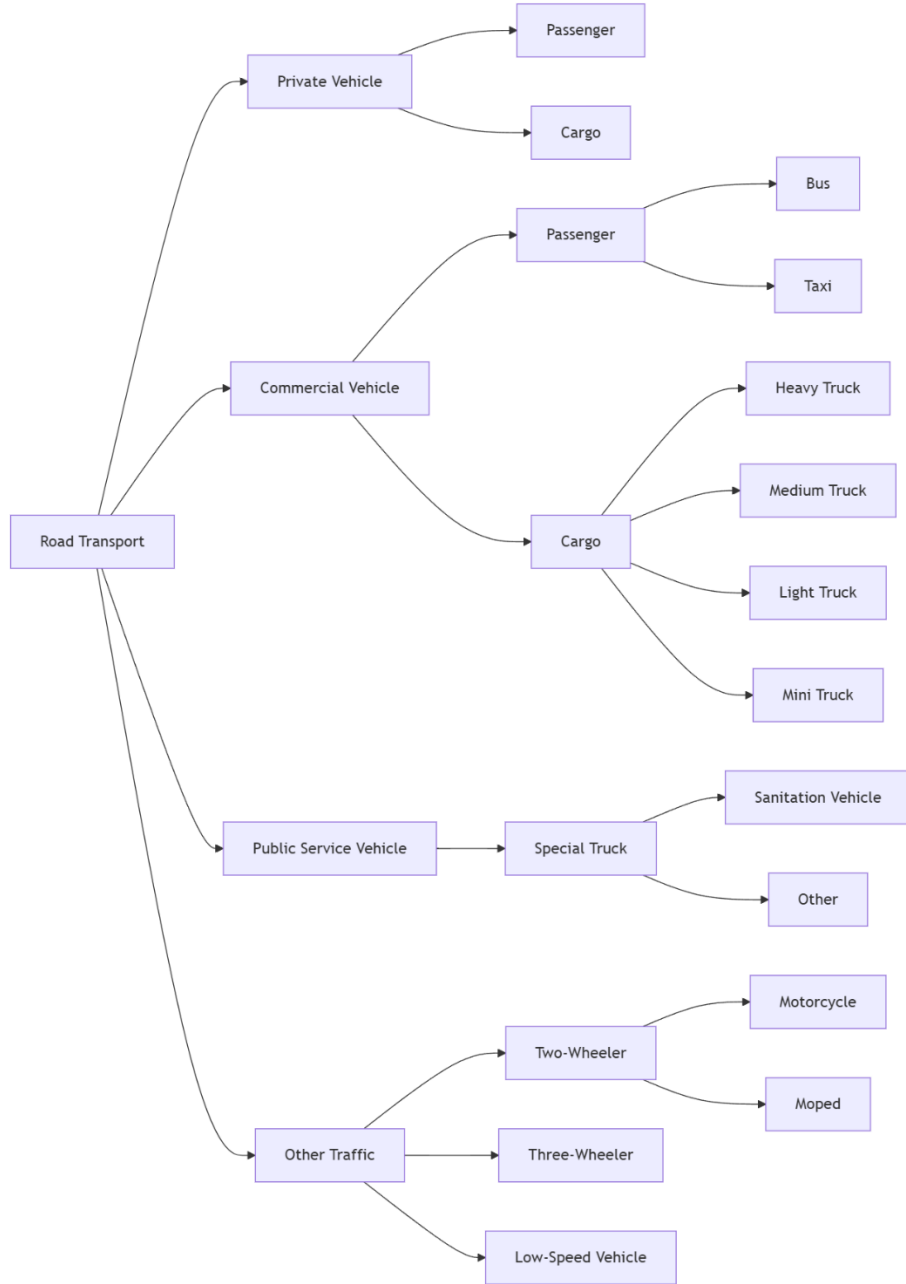 Passenger
Private Vehicle
Cargo
Bus
Passenger
Taxi
Commercial Vehicle
Heavy Truck
Medium Truck
Road Transport
Cargo
Light Truck
Mini Truck
Sanitation Vehicle
Public Service Vehicle
Special Truck
Other
Motorcycle
Two-Wheeler
Moped
Other Traffic
Three-Wheeler
Low-Speed Vehicle